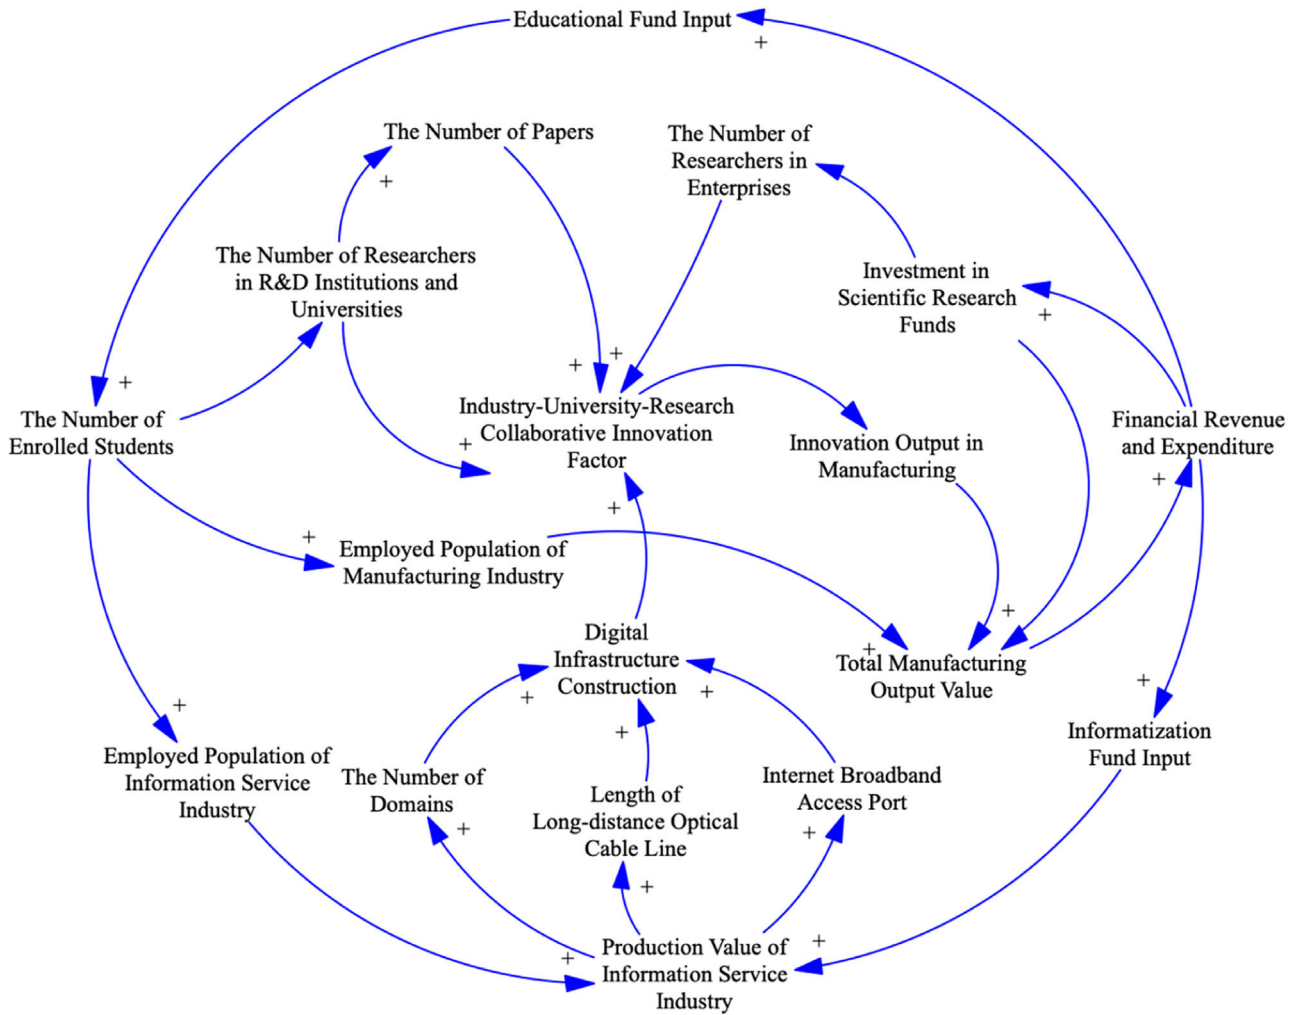 Educational Fund Input
+
The Number of Papers
+
The Number of
Researchers in
Enterprises
The Number of Researchers
in R&D Institutions and
Universities
Investment in
Scientific Research
Funds
+
+
+
+
The Number of
Enrolled Students
Industry-University-Research
Collaborative Innovation
Factor
+
Innovation Output in
Manufacturing
Financial Revenue
and Expenditure
+
+
+
Employed Population of
Manufacturing Industry
+
Digital
Infrastructure
Construction
+
+
+
Total Manufacturing
Output Value
+
+
+
+
Informatization
Fund Input
Employed Population of
Information Service
Industry
The Number of
Domains
+
Length of
Long-distance Optical
Cable Line
+
Internet Broadband
Access Port
+
+
+
Production Value of
Information Service
Industry